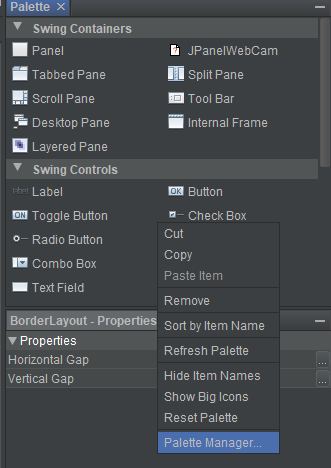 Palette
Swing Containers
Panel JPanelWebCam
Tabbed Pane Split Pane
Scroll Pane Tool Bar
Desktop Pane Internal Frame
Layered Pane
Swing Controls
label Label OK Button
ON Toggle Button Check Box
Radio Button
Combo Box
Text Field
Cut
Copy
Paste Item
Remove
Sort by Item Name
Refresh Palette
Hide Item Names
Show Big Icons
Reset Palette
Palette Manager...
BorderLayout - Properties
Properties
Horizontal Gap ...
Vertical Gap ...